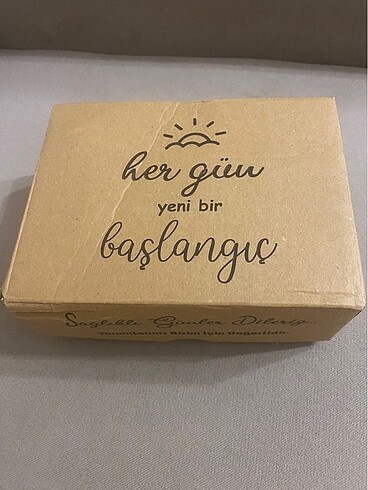 her gün
yeni bir
başlangıç
Sağlıklı Günler Dileriz.
Yorumlarınız Bizim İçin Değerlidir.